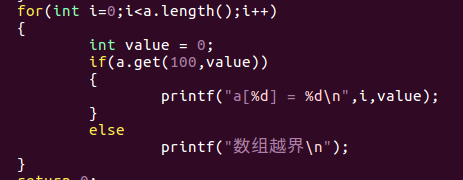 for(int i=0;i<a.length();i++)
{
int value = 0;
if(a.get(100,value))
{
printf("a[%d] = %d\n",i,value);
}
else
printf("数组越界\n");
}
return 0;